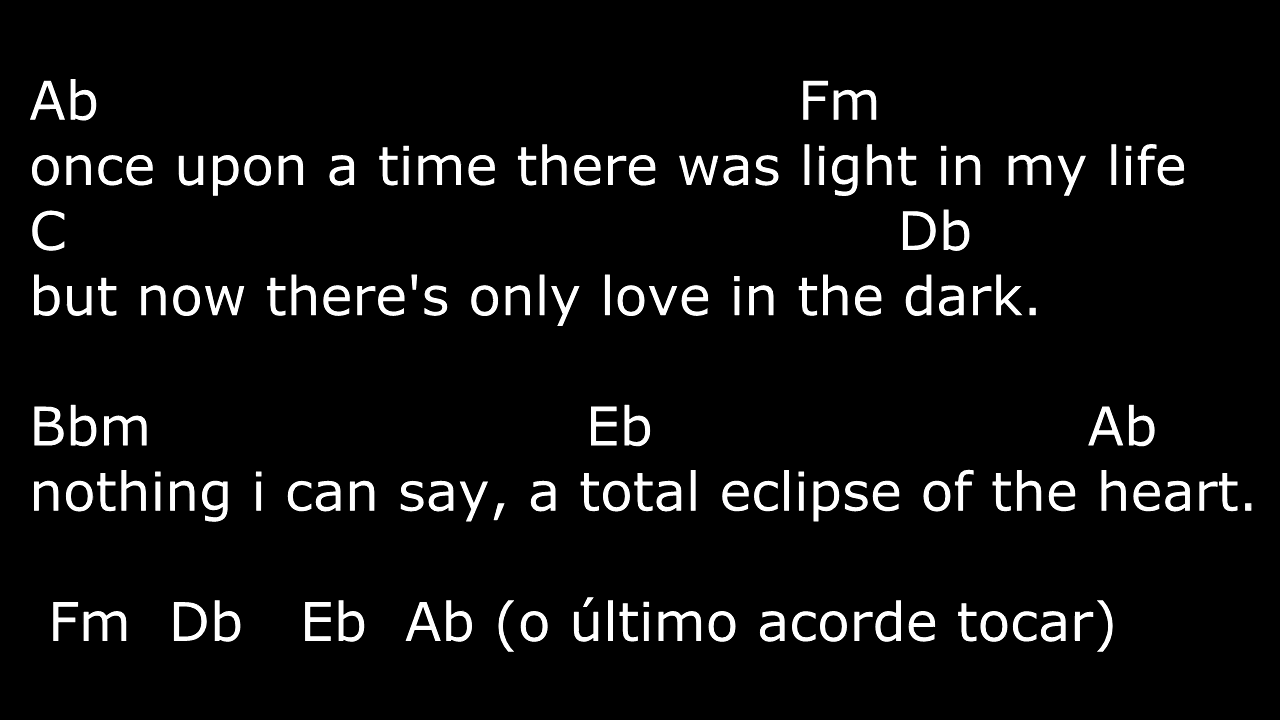 Ab Fm
once upon a time there was light in my life
C Db
but now there's only love in the dark.
Bbm Eb Ab
nothing i can say, a total eclipse of the heart.
Fm Db Eb Ab (o último acorde tocar)